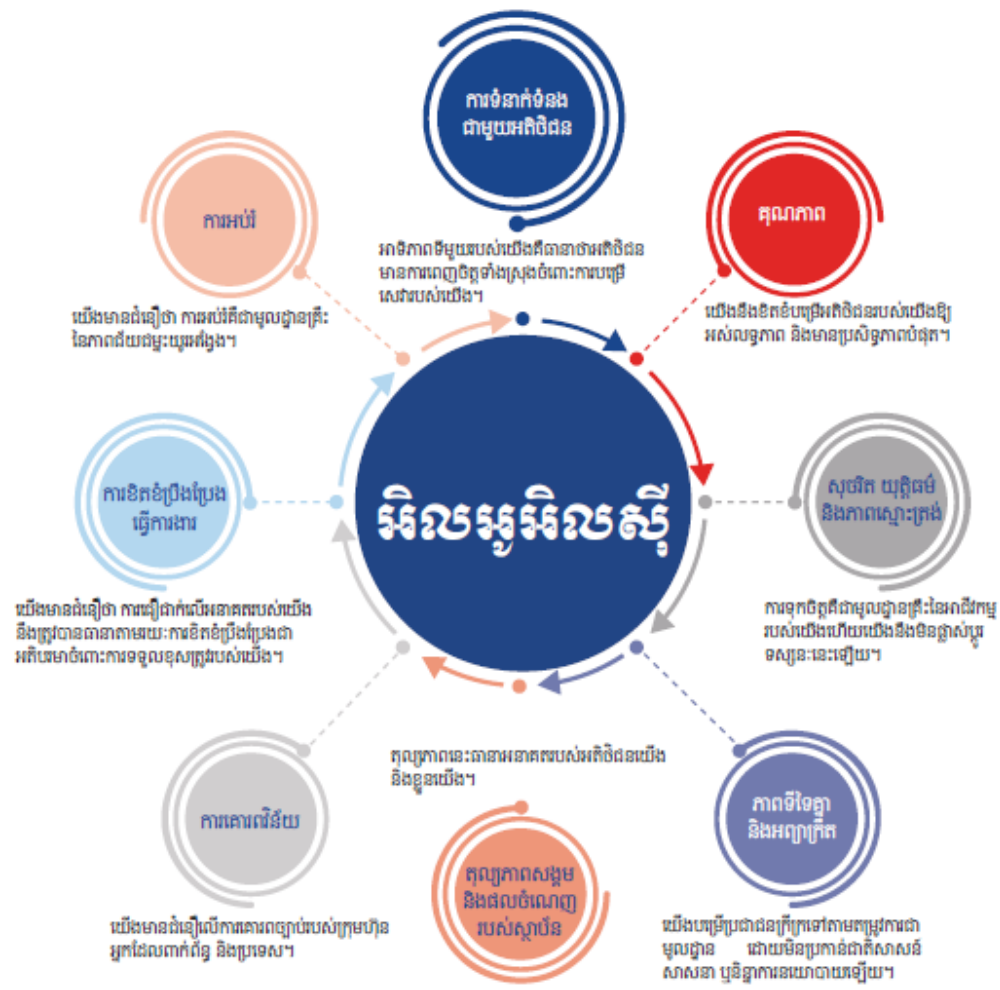 ការទំនាក់ទំនង
ជាមួយអតិថិជន
អាទិភាពទីមួយរបស់យើងគឺធានាថាអតិថិជន
មានការពេញចិត្តទាំងស្រុងចំពោះការបម្រើ
សេវារបស់យើង។
គុណភាព
យើងនឹងខិតខំបម្រើអតិថិជនរបស់យើងឱ្យ
អស់លទ្ធភាព និងមានប្រសិទ្ធភាពបំផុត។
សុចរិត យុត្តិធម៌
និងភាពស្មោះត្រង់
ការទុកចិត្តគឺជាមូលដ្ឋានគ្រឹះនៃអាជីវកម្ម
របស់យើងហើយយើងនឹងមិនផ្លាស់ប្តូរ
ទស្សនៈនេះឡើយ។
ភាពទីទៃគ្នា
និងអព្យាក្រឹត
យើងបម្រើប្រជាជនក្រីក្រទៅតាមតម្រូវការជា
មូលដ្ឋាន ដោយមិនប្រកាន់ជាតិសាសន៍
សាសនា ឬនិន្នាការនយោបាយឡើយ។
តុល្យភាពនេះធានាអនាគតរបស់អតិថិជនយើង
និងខ្លួនយើង។
តុល្យភាពសង្គម
និងផលចំណេញ
របស់ស្ថាប័ន
ការគោរពវិន័យ
យើងមានជំនឿលើការគោរពច្បាប់របស់ក្រុមហ៊ុន
អ្នកដែលពាក់ព័ន្ធ និងប្រទេស។
ការខិតខំប្រឹងប្រែង
ធ្វើការងារ
យើងមានជំនឿថា ការជឿជាក់លើអនាគតរបស់យើង
នឹងត្រូវបានធានាតាមរយៈការខិតខំប្រឹងប្រែងជា
អតិបរមាចំពោះការទទួលខុសត្រូវរបស់យើង។
ការអប់រំ
យើងមានជំនឿថា ការអប់រំគឺជាមូលដ្ឋានគ្រឹះ
នៃភាពជ័យជម្នះយូរអង្វែង។
អិលអូអិលស៊ី